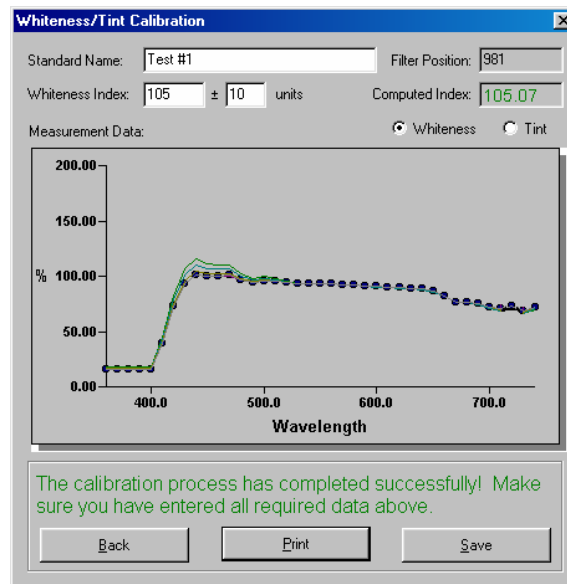 Whiteness/Tint Calibration
Standard Name: Test #1 Filter Position: 981
Whiteness Index: 105 ± 10 units Computed Index: 105.07
Measurement Data: Whiteness Tint
200.00
150.00
% 100.00
50.00
0.00
400.0 500.0 600.0 700.0
Wavelength
The calibration process has completed successfully! Make
sure you have entered all required data above.
Back Print Save